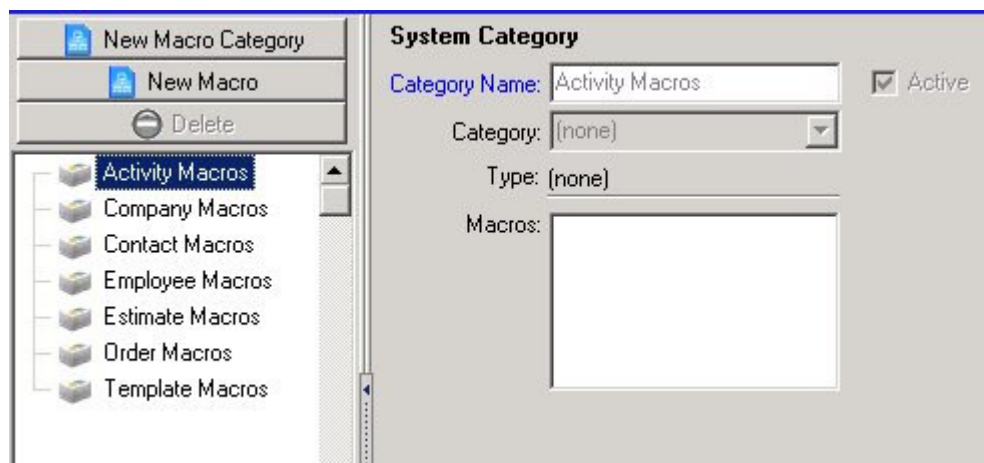 New Macro Category
New Macro
Delete
Activity Macros
Company Macros
Contact Macros
Employee Macros
Estimate Macros
Order Macros
Template Macros
System Category
Category Name: Activity Macros Active
Category: (none)
Type: (none)
Macros: